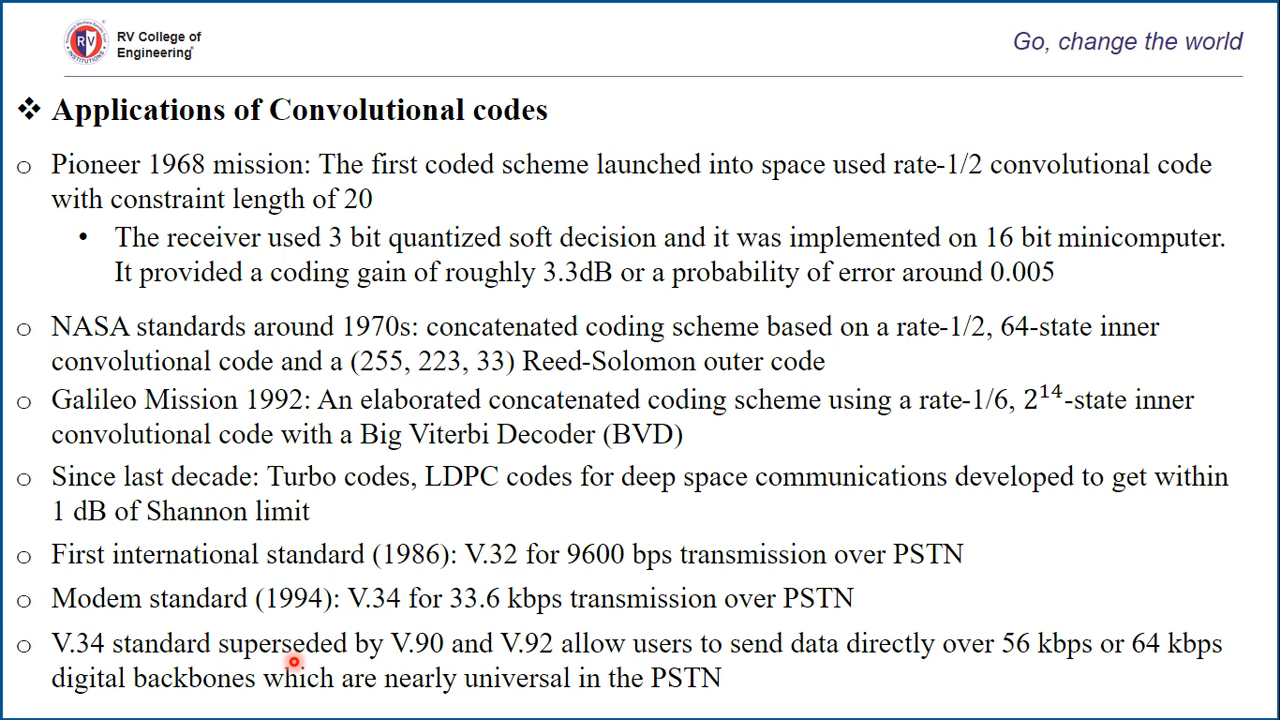 RV College of
Engineering
Go, change the world
❖ Applications of Convolutional codes
o Pioneer 1968 mission: The first coded scheme launched into space used rate-1/2 convolutional code
with constraint length of 20
• The receiver used 3 bit quantized soft decision and it was implemented on 16 bit minicomputer.
It provided a coding gain of roughly 3.3dB or a probability of error around 0.005
o NASA standards around 1970s: concatenated coding scheme based on a rate-1/2, 64-state inner
convolutional code and a (255, 223, 33) Reed-Solomon outer code
o Galileo Mission 1992: An elaborated concatenated coding scheme using a rate-1/6, 2¹⁴-state inner
convolutional code with a Big Viterbi Decoder (BVD)
o Since last decade: Turbo codes, LDPC codes for deep space communications developed to get within
1 dB of Shannon limit
o First international standard (1986): V.32 for 9600 bps transmission over PSTN
o Modem standard (1994): V.34 for 33.6 kbps transmission over PSTN
o V.34 standard superseded by V.90 and V.92 allow users to send data directly over 56 kbps or 64 kbps
digital backbones which are nearly universal in the PSTN